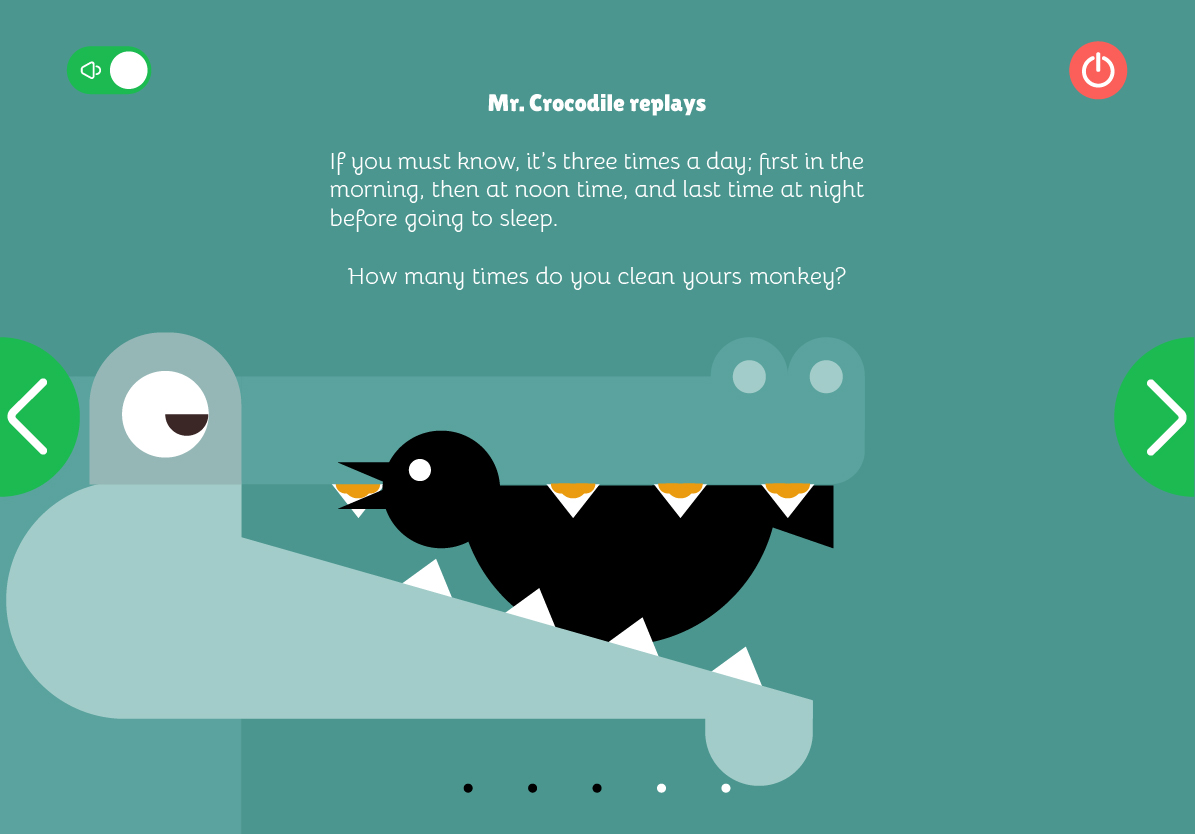 Mr. Crocodile replays
If you must know, it's three times a day; first in the
morning, then at noon time, and last time at night
before going to sleep.
How many times do you clean yours monkey?